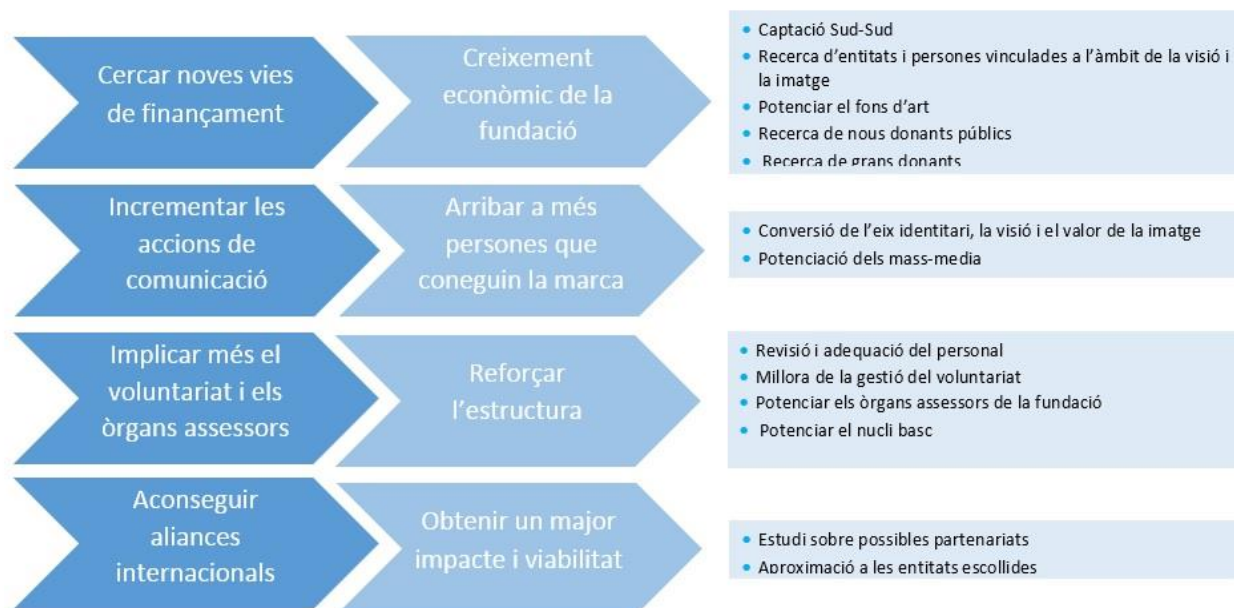 Cercar noves vies
de finançament
Creixement
econòmic de la
fundació
• Captació Sud-Sud
• Recerca d'entitats i persones vinculades a l'àmbit de la visió i
la imatge
• Potenciar el fons d'art
• Recerca de nous donants públics
• Recerca de grans donants
Incrementar les
accions de
comunicació
Arribar a més
persones que
coneguin la marca
• Conversió de l'eix identitari, la visió i el valor de la imatge
• Potenciació dels mass-media
Implicar més el
voluntariat i els
òrgans assessors
Reforçar
l'estructura
• Revisió i adequació del personal
• Millora de la gestió del voluntariat
• Potenciar els òrgans assessors de la fundació
• Potenciar el nucli basc
Aconseguir
aliances
internacionals
Obtenir un major
impacte i viabilitat
• Estudi sobre possibles partenariats
• Aproximació a les entitats escollides